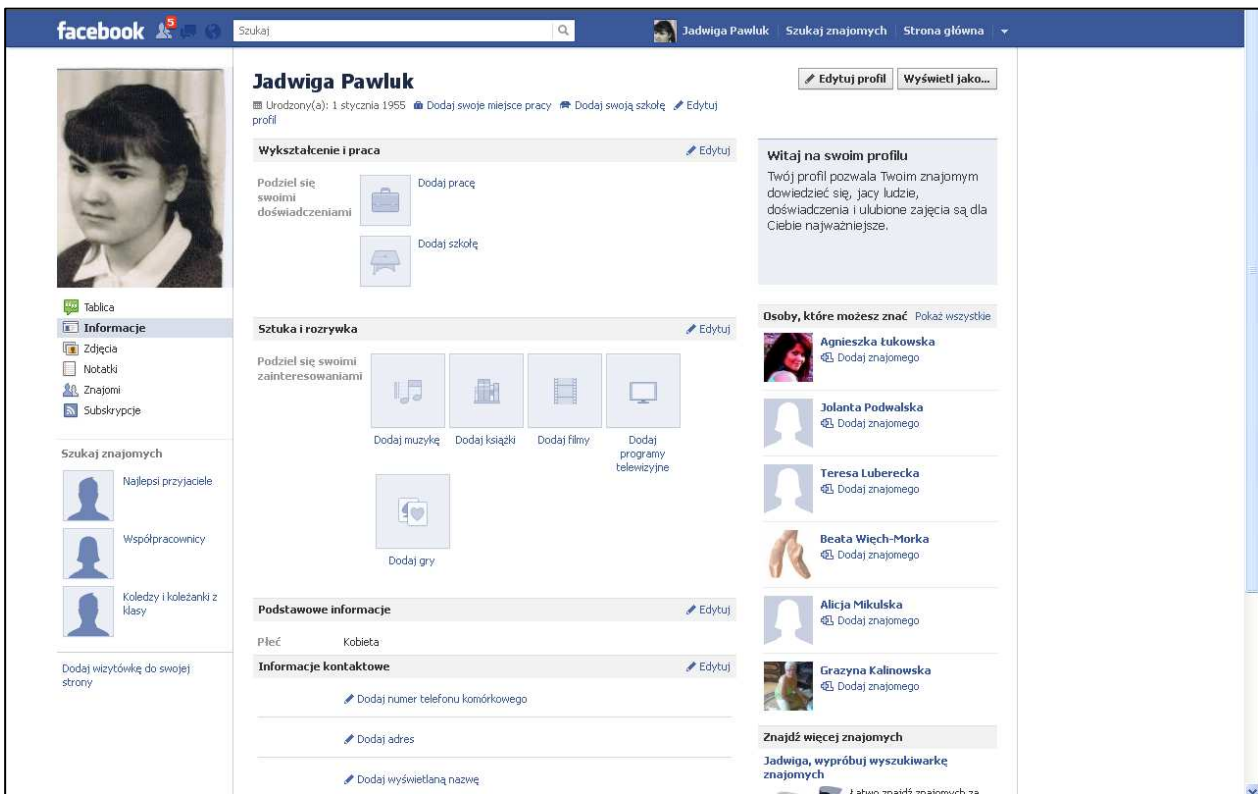 facebook 5 Szukaj Jadwiga Pawluk Szukaj znajomych Strona główna
Jadwiga Pawluk
Edytuj profil Wyświetl jako...
Urodzony(a): 1 stycznia 1955 Dodaj swoje miejsce pracy Dodaj swoją szkołę Edytuj
profil
Tablica
Informacje
Zdjęcia
Notatki
Znajomi
Subskrypcje
Szukaj znajomych
Najlepsi przyjaciele
Współpracownicy
Koledzy i koleżanki z
klasy
Dodaj wizytówkę do swojej
strony
Wykształcenie i praca Edytuj
Podziel się
swoimi
doświadczeniami
Dodaj pracę
Dodaj szkołę
Sztuka i rozrywka Edytuj
Podziel się swoimi
zainteresowaniami
Dodaj muzykę Dodaj książki Dodaj filmy Dodaj
programy
telewizyjne
Dodaj gry
Podstawowe informacje Edytuj
Płeć Kobieta
Informacje kontaktowe Edytuj
Dodaj numer telefonu komórkowego
Dodaj adres
Dodaj wyświetlaną nazwę
Witaj na swoim profilu
Twój profil pozwala Twoim znajomym
dowiedzieć się, jacy ludzie,
doświadczenia i ulubione zajęcia są dla
Ciebie najważniejsze.
Osoby, które możesz znać Pokaż wszystkie
Agnieszka Łukowska
Dodaj znajomego
Jolanta Podwalska
Dodaj znajomego
Teresa Luberecka
Dodaj znajomego
Beata Więch-Morka
Dodaj znajomego
Alicja Mikulska
Dodaj znajomego
Grazyna Kalinowska
Dodaj znajomego
Znajdź więcej znajomych
Jadwiga, wypróbuj wyszukiwarkę
znajomych
Łatwo znajdź znajomych za